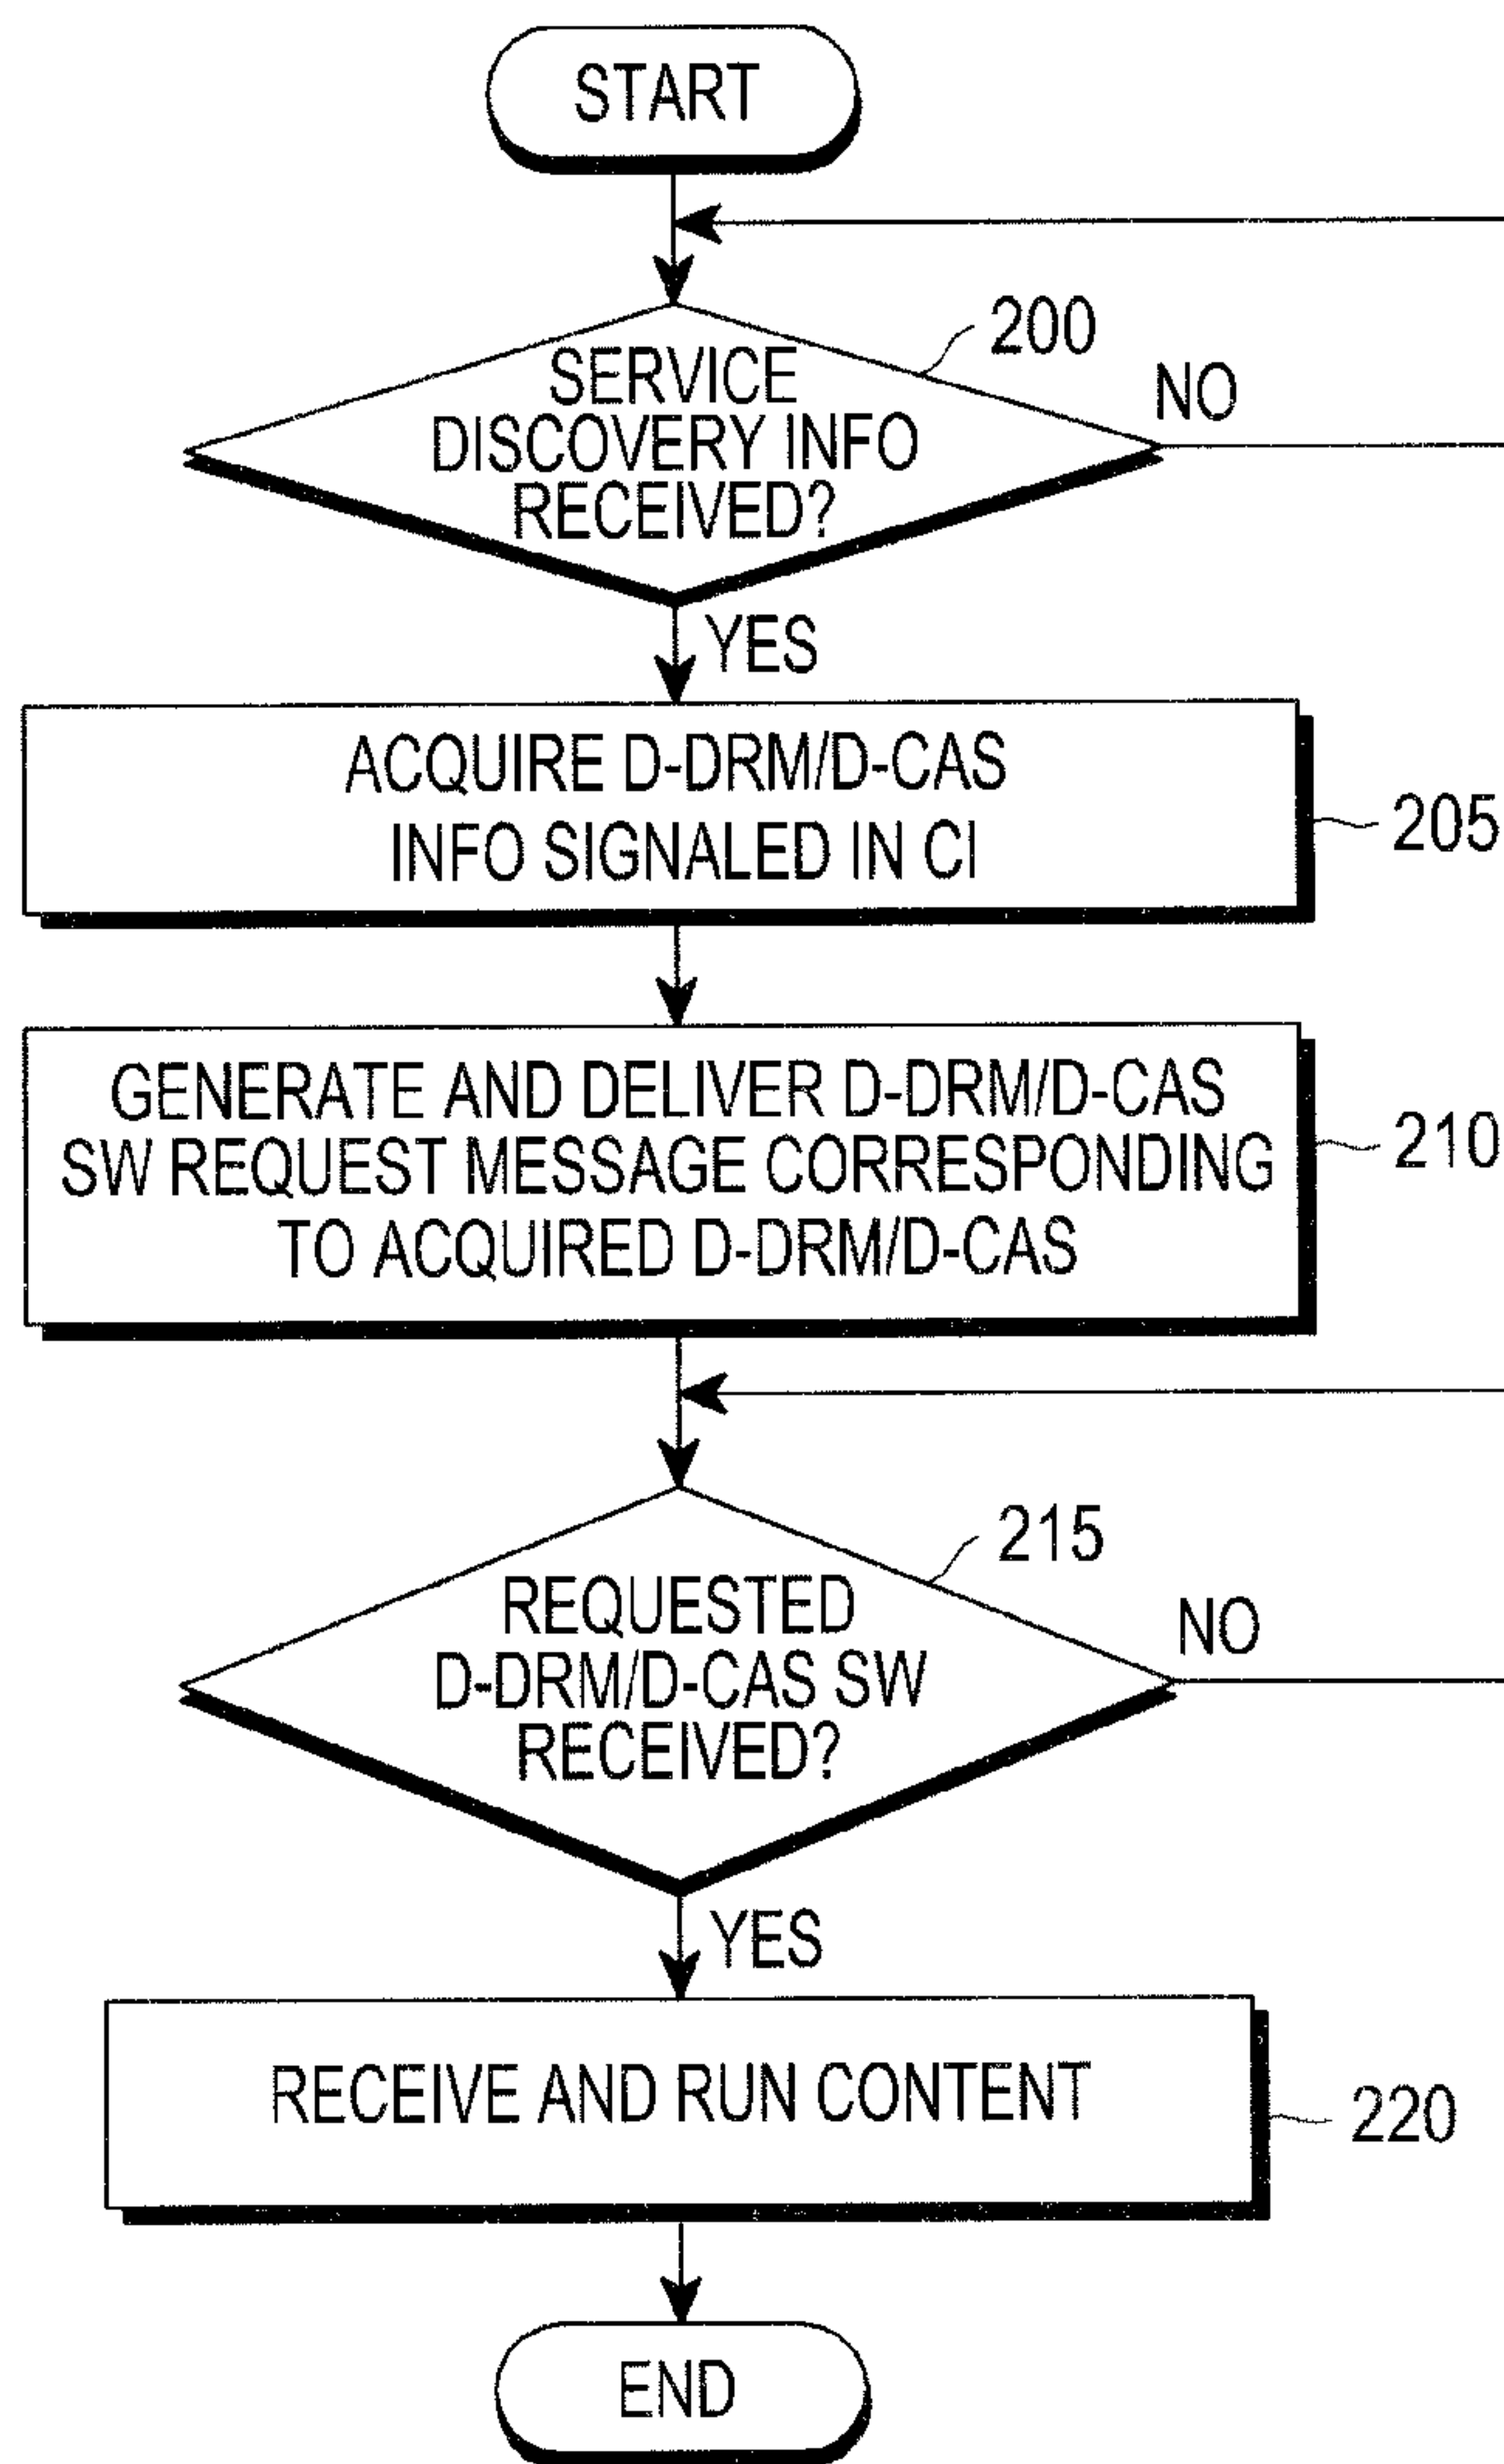 START
200
SERVICE
DISCOVERY INFO
RECEIVED?
NO
YES
ACQUIRE D-DRM/D-CAS
INFO SIGNALED IN CI
205
GENERATE AND DELIVER D-DRM/D-CAS
SW REQUEST MESSAGE CORRESPONDING
TO ACQUIRED D-DRM/D-CAS
210
215
REQUESTED
D-DRM/D-CAS SW
RECEIVED?
NO
YES
RECEIVE AND RUN CONTENT
220
END